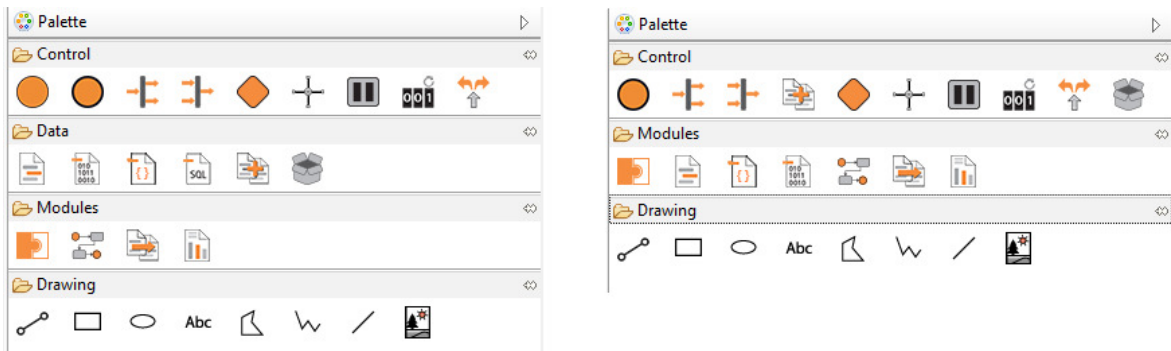 Palette
Control
001
Data
010
1011
0010
{}
SQL
Modules
Drawing
Abc
Palette
Control
001
Modules
{}
010
1011
0010
Drawing
Abc